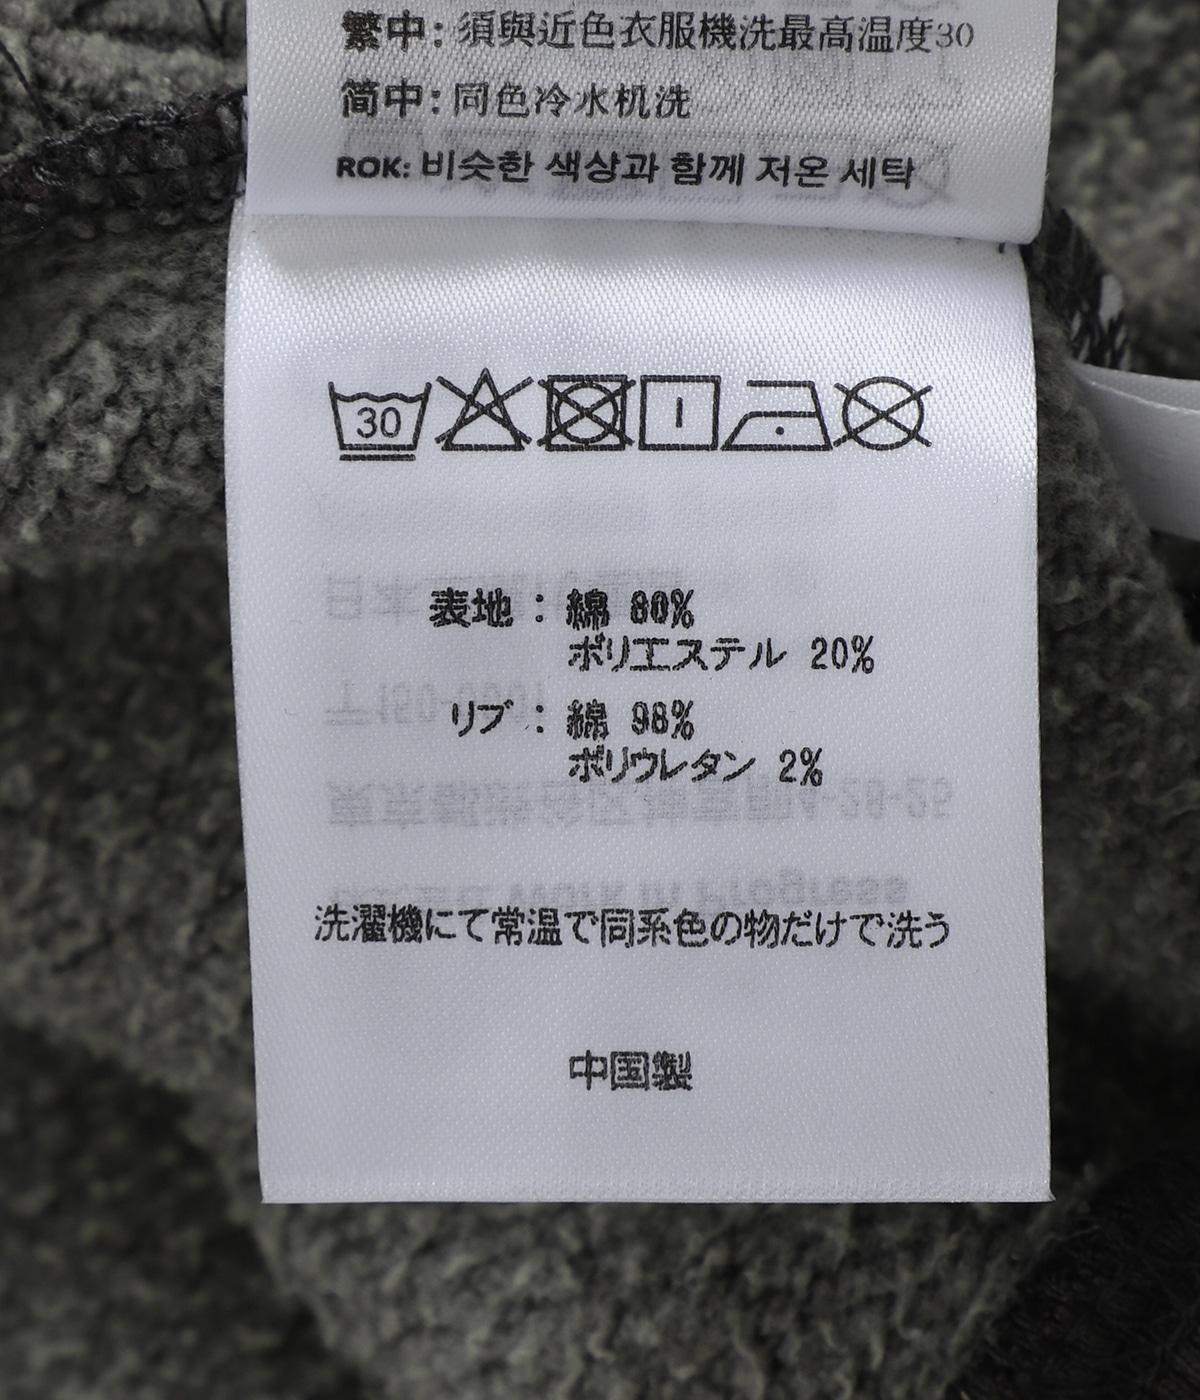 繁中: 須與近色衣服機洗最高温度30
简中: 同色冷水机洗
ROK: 비슷한 색상과 함께 저온 세탁
30
表地 : 綿 80%
ポリエステル 20%
リブ : 綿 98%
ポリウレタン 2%
洗濯機にて常温で同系色の物だけで洗う
中国製